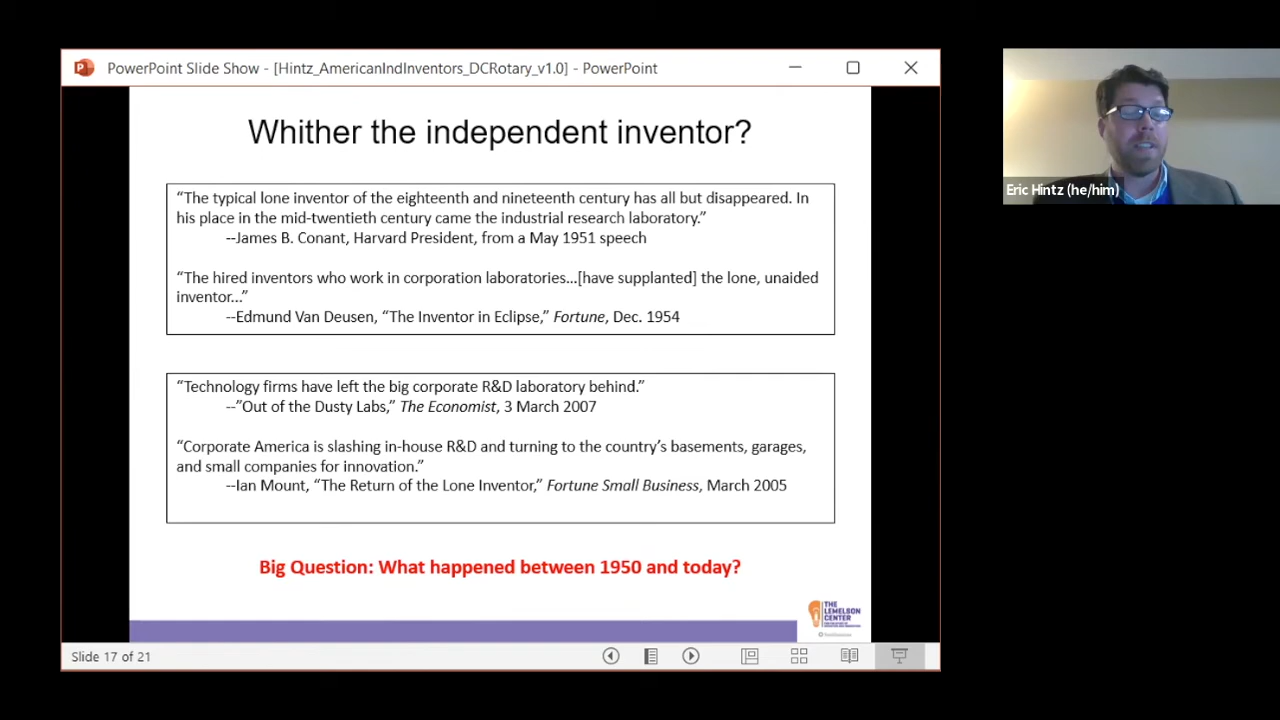 PowerPoint Slide Show - [Hintz_AmericanIndInventors_DCRotary_v1.0] - PowerPoint
Whither the independent inventor?
“The typical lone inventor of the eighteenth and nineteenth century has all but disappeared. In
his place in the mid-twentieth century came the industrial research laboratory.”
--James B. Conant, Harvard President, from a May 1951 speech
“The hired inventors who work in corporation laboratories...[have supplanted] the lone, unaided
inventor...”
--Edmund Van Deusen, “The Inventor in Eclipse,” Fortune, Dec. 1954
“Technology firms have left the big corporate R&D laboratory behind.”
--”Out of the Dusty Labs,” The Economist, 3 March 2007
“Corporate America is slashing in-house R&D and turning to the country’s basements, garages,
and small companies for innovation.”
--Ian Mount, “The Return of the Lone Inventor,” Fortune Small Business, March 2005
Big Question: What happened between 1950 and today?
THE
LEMELSON
CENTER
Slide 17 of 21
Eric Hintz (he/him)